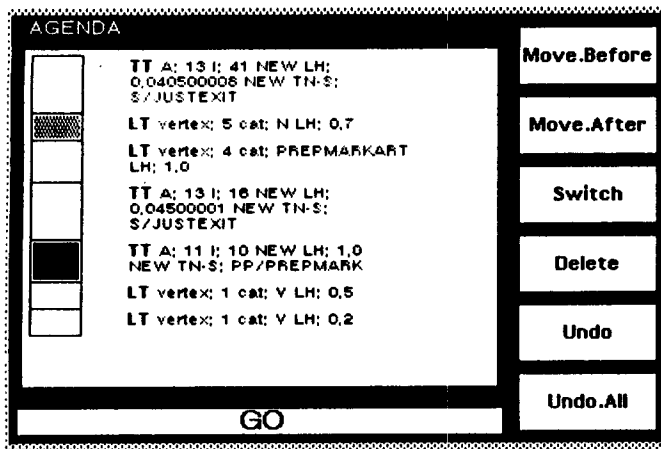 AGENDA
TT A; 13 I; 41 NEW LH;
0,040500008 NEW TN-S;
S/JUSTEXIT
LT vertex; 5 cat; N LH; 0,7
LT vertex; 4 cat; PREPMARKART
LH; 1,0
TT A; 13 I; 16 NEW LH;
0,04500001 NEW TN-S;
S/JUSTEXIT
TT A; 11 I; 10 NEW LH; 1,0
NEW TN-S; PP/PREPMARK
LT vertex; 1 cat; V LH; 0,5
LT vertex; 1 cat; V LH; 0,2
GO
Move.Before
Move.After
Switch
Delete
Undo
Undo.All